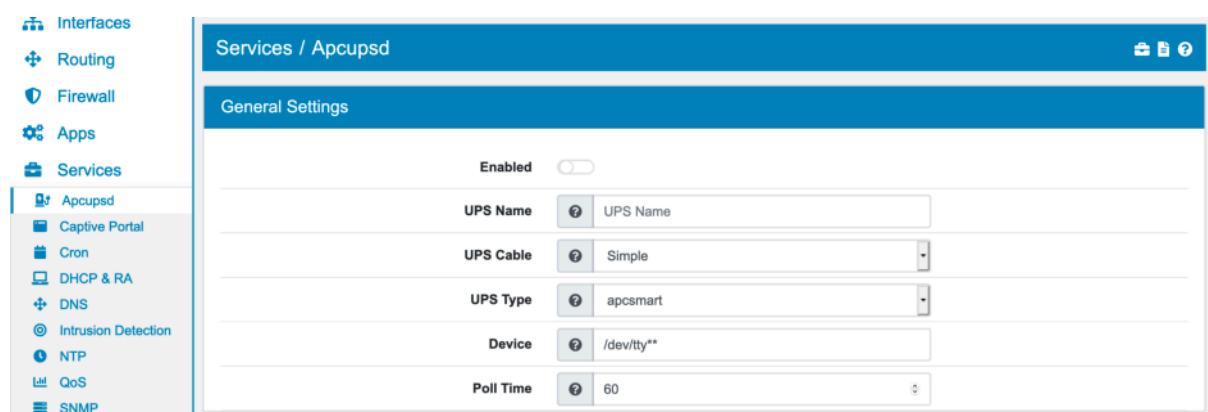 Interfaces
Routing
Firewall
Apps
Services
Apcupsd
Captive Portal
Cron
DHCP & RA
DNS
Intrusion Detection
NTP
QoS
SNMP
Services / Apcupsd
General Settings
Enabled
UPS Name UPS Name
UPS Cable Simple
UPS Type apcsmart
Device /dev/tty**
Poll Time 60